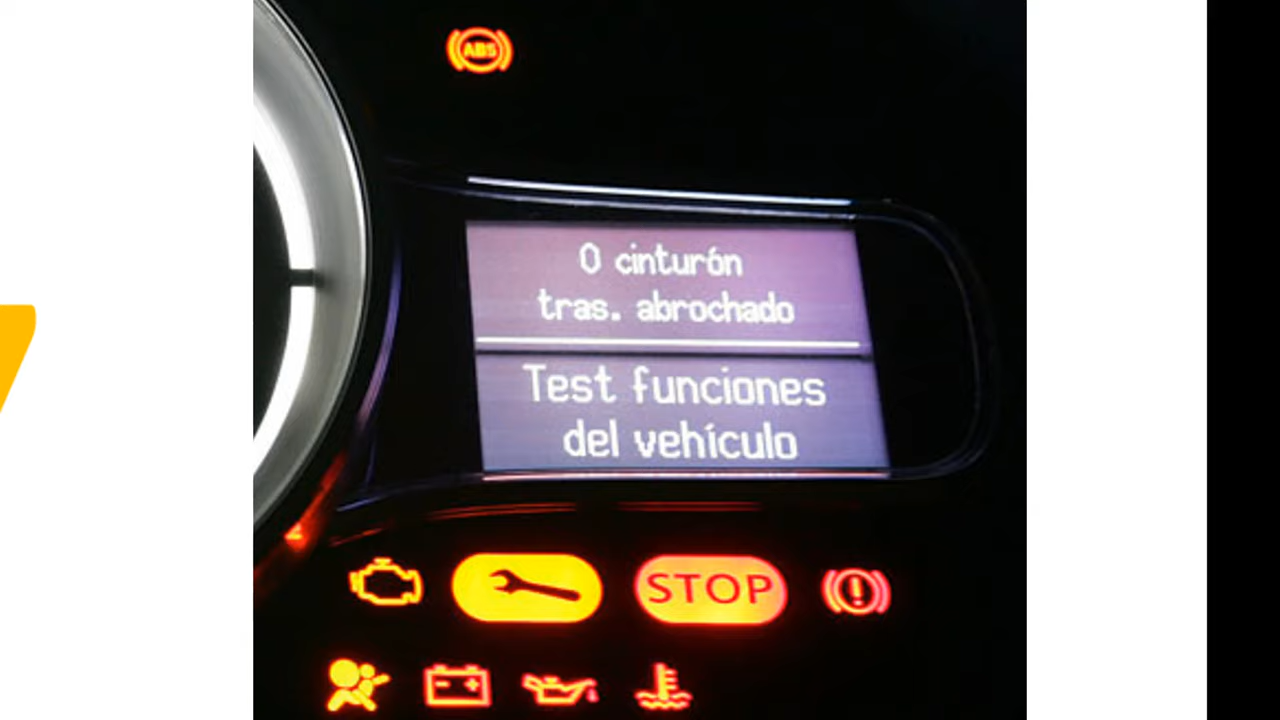 ABS
0 cinturón
tras. abrochado
Test funciones
del vehículo
STOP